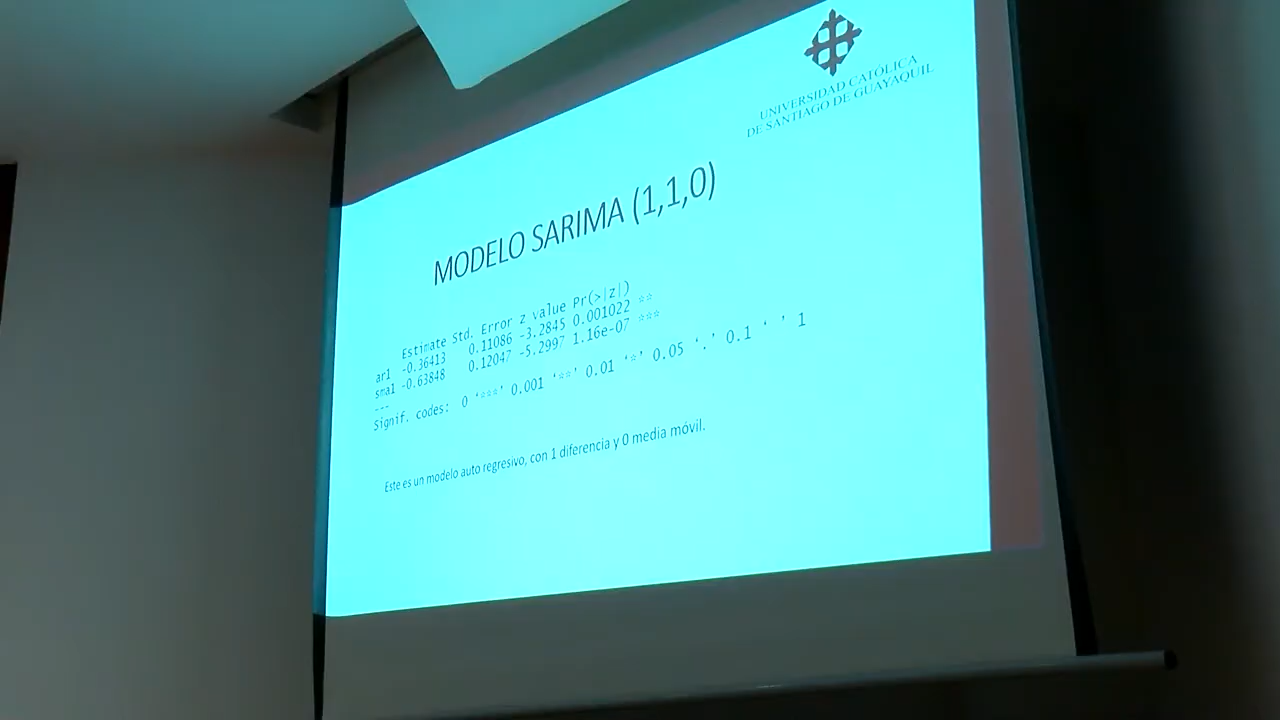 UNIVERSIDAD CATÓLICA
DE SANTIAGO DE GUAYAQUIL
MODELO SARIMA (1,1,0)
Estimate Std. Error z value Pr(>|z|)
ar1 -0.36413 0.11086 -3.2845 0.001022 **
sma1 -0.63848 0.12047 -5.2997 1.16e-07 ***
---
Signif. codes: 0 ‘***’ 0.001 ‘**’ 0.01 ‘*’ 0.05 ‘.’ 0.1 ‘ ’ 1
Este es un modelo auto regresivo, con 1 diferencia y 0 media móvil.